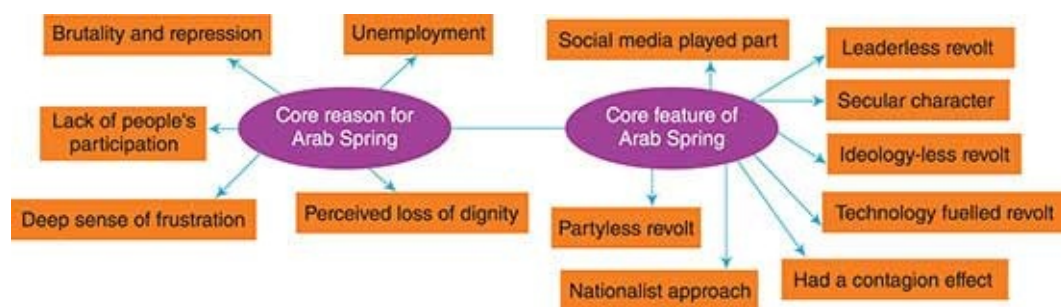 Brutality and repression
Unemployment
Lack of people's
participation
Core reason for
Arab Spring
Deep sense of frustration
Perceived loss of dignity
Social media played part
Leaderless revolt
Secular character
Core feature of
Arab Spring
Ideology-less revolt
Technology fuelled revolt
Partyless revolt
Had a contagion effect
Nationalist approach